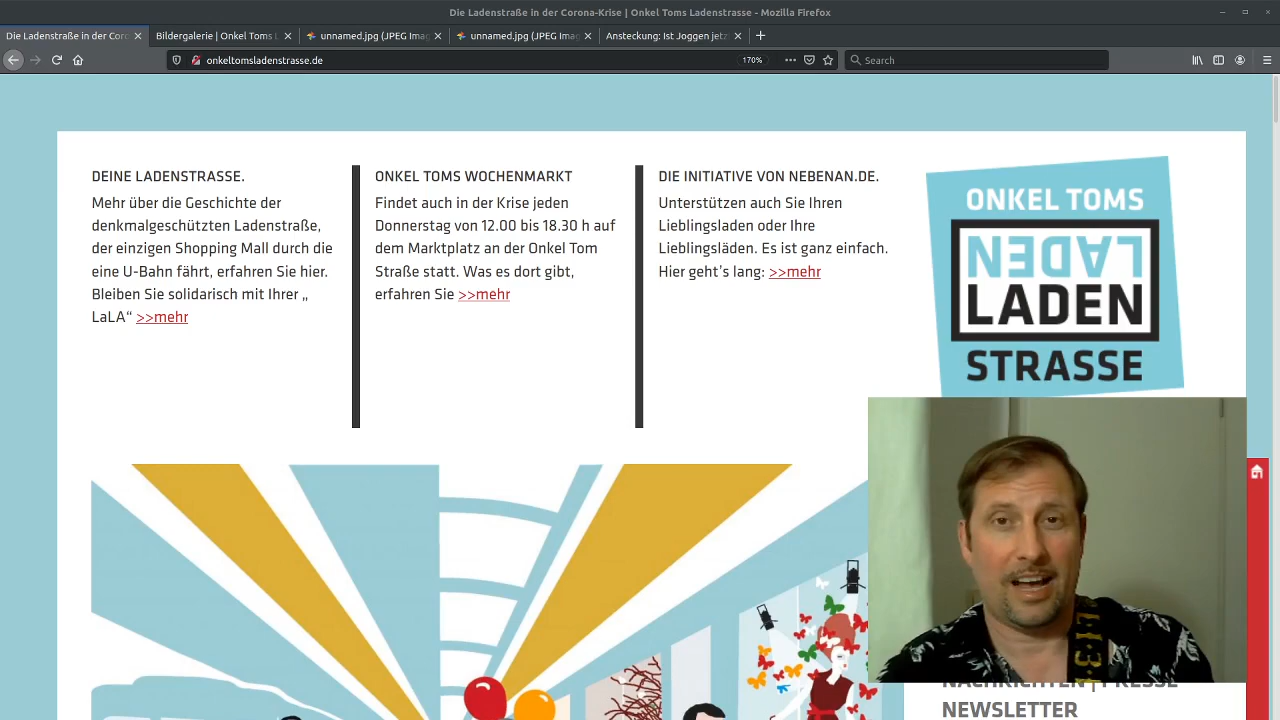 Die Ladenstraße in der Corona-Krise | Onkel Toms Ladenstrasse - Mozilla Firefox
Die Ladenstraße in der Coro
Bildergalerie | Onkel Toms L
unnamed.jpg (JPEG Imag
unnamed.jpg (JPEG Imag
Ansteckung: Ist Joggen jetz
onkeltomsladenstrasse.de
170%
Search
DEINE LADENSTRASSE.
Mehr über die Geschichte der
denkmalgeschützten Ladenstraße,
der einzigen Shopping Mall durch die
eine U-Bahn fährt, erfahren Sie hier.
Bleiben Sie solidarisch mit Ihrer „
LaLA“ >>mehr
ONKEL TOMS WOCHENMARKT
Findet auch in der Krise jeden
Donnerstag von 12.00 bis 18.30 h auf
dem Marktplatz an der Onkel Tom
Straße statt. Was es dort gibt,
erfahren Sie >>mehr
DIE INITIATIVE VON NEBENAN.DE.
Unterstützen auch Sie Ihren
Lieblingsladen oder Ihre
Lieblingsläden. Es ist ganz einfach.
Hier geht's lang: >>mehr
ONKEL TOMS
LADEN
LADEN
STRASSE
NACHRICHTEN | PRESSE
NEWSLETTER